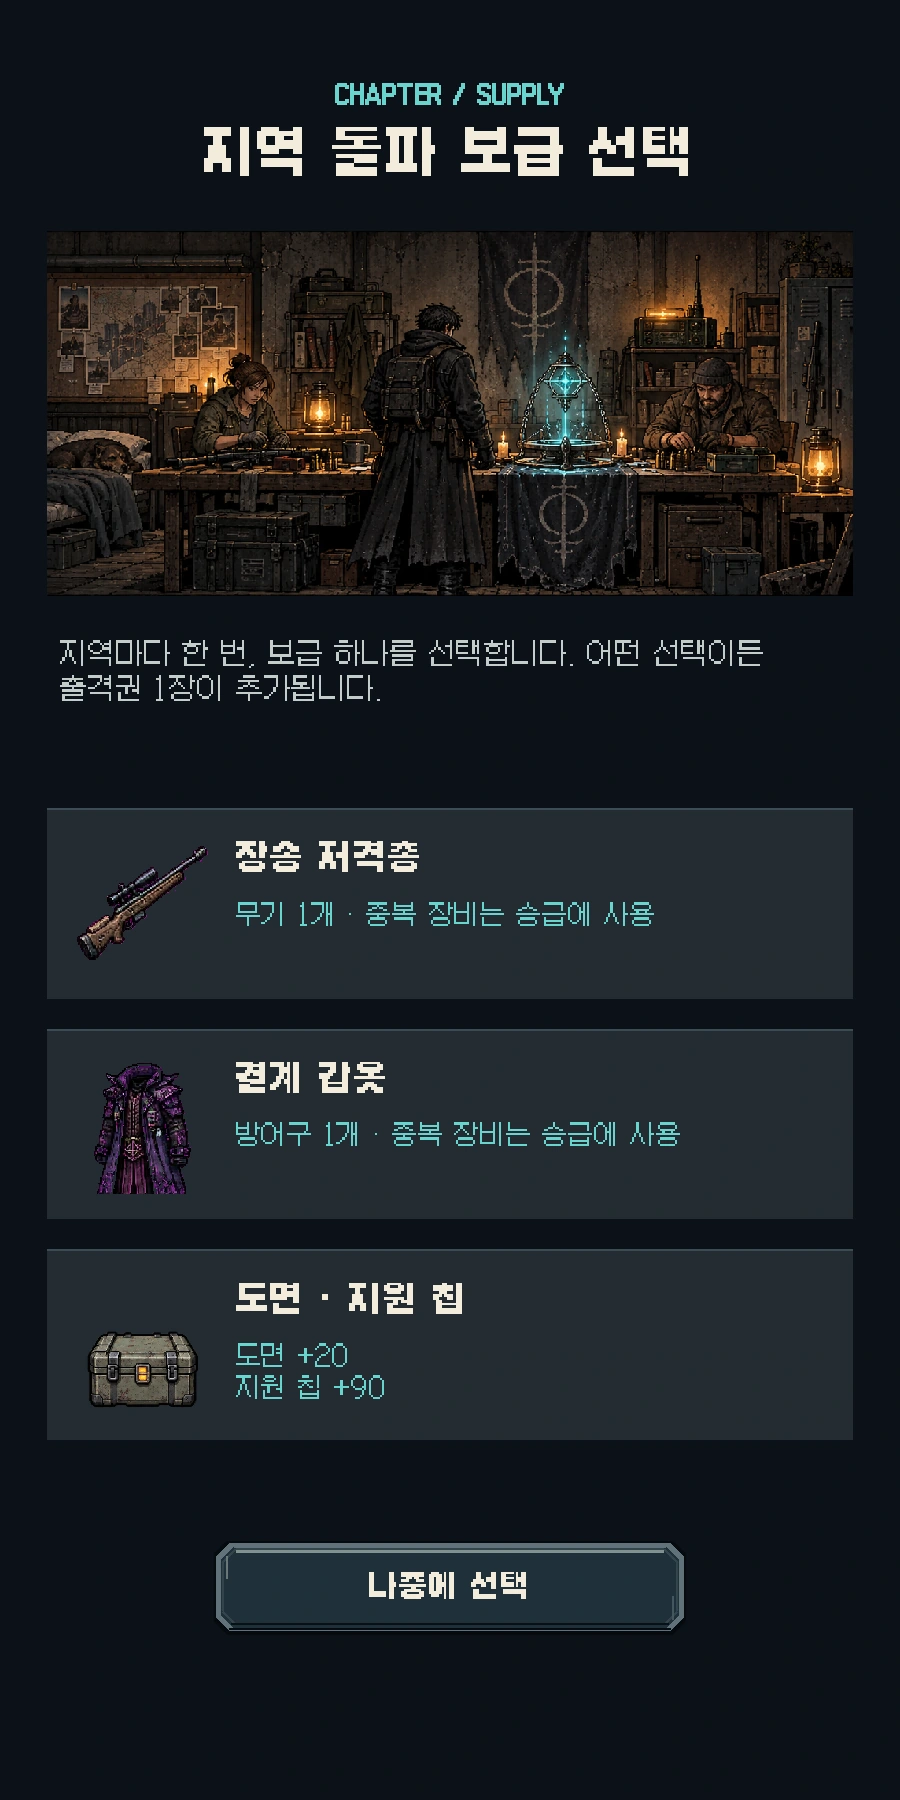 CHAPTER / SUPPLY
지역 돌파 보급 선택
지역마다 한 번, 보급 하나를 선택합니다. 어떤 선택이든
출격권 1장이 추가됩니다.
장송 저격총
무기 1개 · 중복 장비는 승급에 사용
결계 갑옷
방어구 1개 · 중복 장비는 승급에 사용
도면 · 지원 칩
도면 +20
지원 칩 +90
나중에 선택